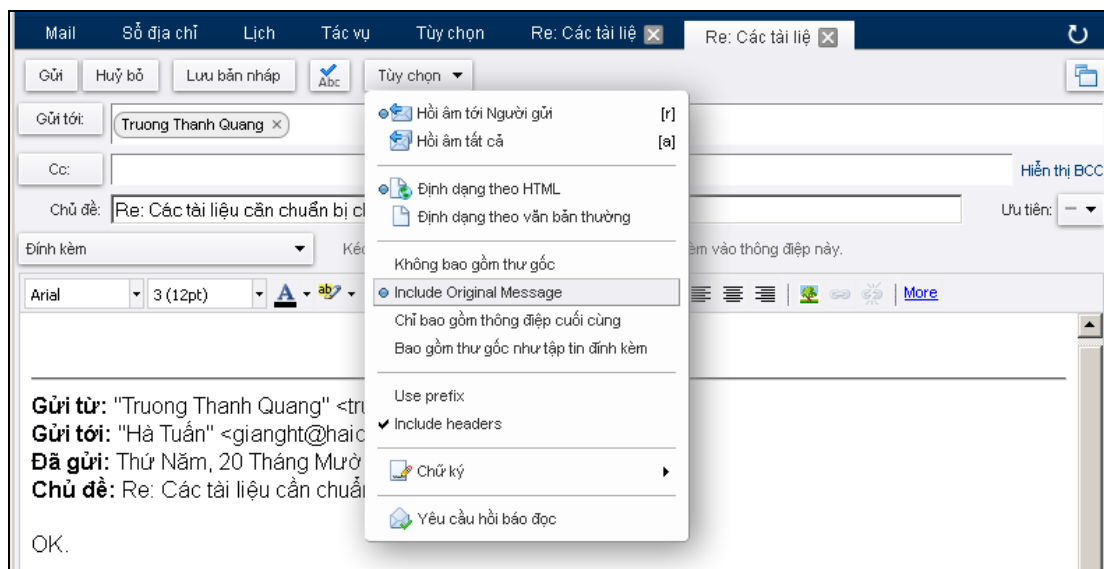 Mail Sổ địa chỉ Lịch Tác vụ Tùy chọn Re: Các tài liệ Re: Các tài liệ
Gửi Huỷ bỏ Lưu bản nháp Abc Tùy chọn
Gửi tới: Truong Thanh Quang
Cc: Hiển thị BCC
Chủ đề: Re: Các tài liệu cần chuẩn bị Ưu tiên:
Đính kèm vào thông điệp này.
Arial 3 (12pt) A ab More
Hồi âm tới Người gửi [r]
Hồi âm tất cả [a]
Định dạng theo HTML
Định dạng theo văn bản thường
Không bao gồm thư gốc
Include Original Message
Chỉ bao gồm thông điệp cuối cùng
Bao gồm thư gốc như tập tin đính kèm
Use prefix
Include headers
Chữ ký
Yêu cầu hồi báo đọc
Gửi từ: "Truong Thanh Quang"
Gửi tới: "Hà Tuấn"
Đã gửi: Thứ Năm, 20 Tháng
Chủ đề: Re: Các tài liệu cần
OK.